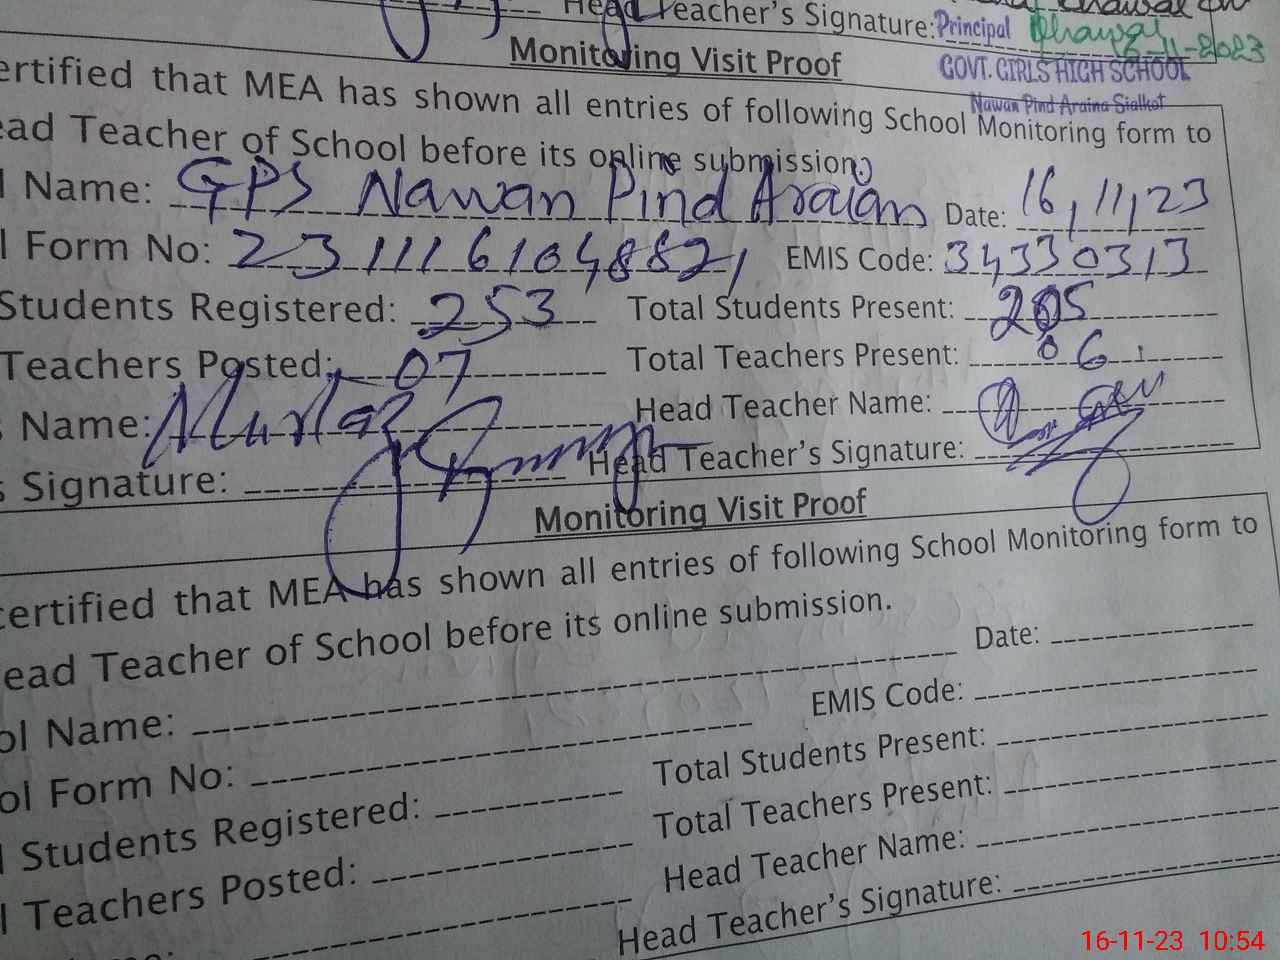 Head Teacher's Signature: Principal
6-11-2023
Monitoring Visit Proof
GOVT. GIRLS HIGH SCHOOL
Nawan Pind Araina Sialkot
ertified that MEA has shown all entries of following School Monitoring form to
ead Teacher of School before its online submission.
l Name: GPS Nawan Pind Araian Date: 16,11,23
l Form No: 231116104882, EMIS Code: 34330313
Students Registered: 253 Total Students Present: 205
Teachers Posted: 07 Total Teachers Present: 06
s Name: Murtaz Head Teacher Name:
s Signature: Head Teacher's Signature:
Monitoring Visit Proof
certified that MEA has shown all entries of following School Monitoring form to
ead Teacher of School before its online submission.
ol Name: Date:
ol Form No: EMIS Code:
l Students Registered: Total Students Present:
l Teachers Posted: Total Teachers Present:
Head Teacher Name:
Head Teacher's Signature:
16-11-23 10:54